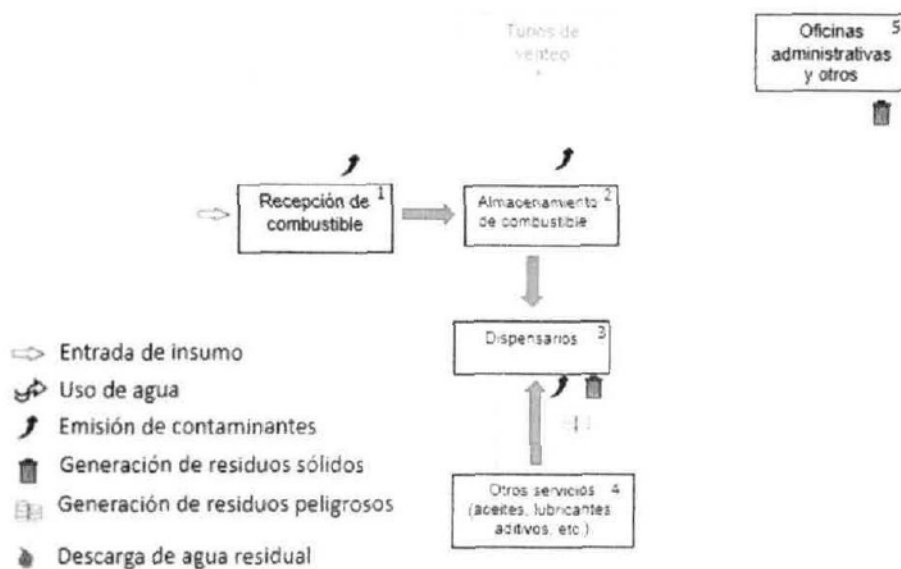 Tubos de
venteo
Oficinas 5
administrativas
y otros
Recepción de 1
combustible
Almacenamiento 2
de combustible
Dispensarios 3
Entrada de insumo
Uso de agua
Emisión de contaminantes
Generación de residuos sólidos
Generación de residuos peligrosos
Descarga de agua residual
Otros servicios 4
(aceites, lubricantes
aditivos, etc.)